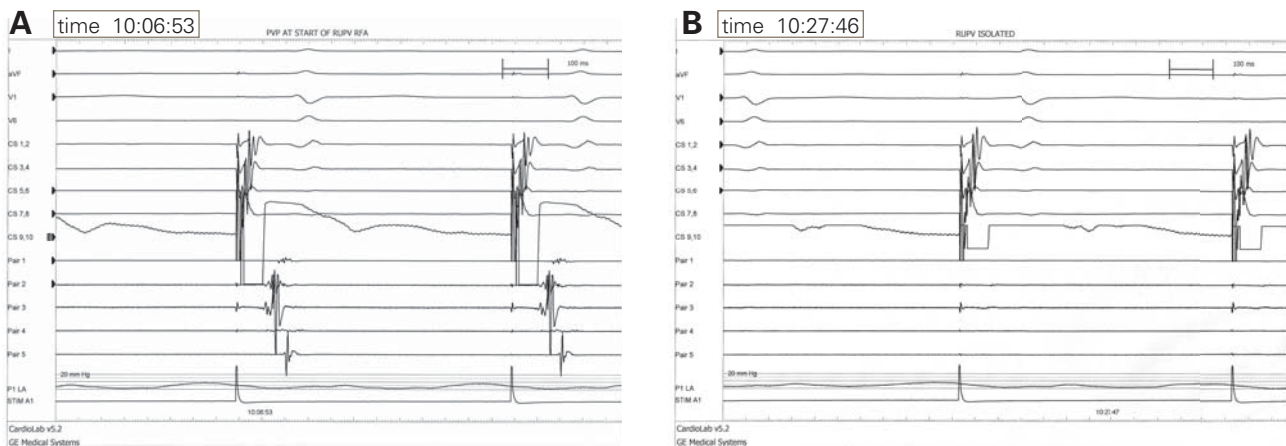 A time 10:06:53
PVP AT START OF RUPV RFA
I
100 ms
aVF
V1
V6
CS 1,2
CS 3,4
CS 5,6
CS 7,8
CS 9,10
Pair 1
Pair 2
Pair 3
Pair 4
Pair 5
20 mm Hg
P1 LA
STIM A1
10:06:53
CardioLab v5.2
GE Medical Systems
B time 10:27:46
RUPV ISOLATED
I
100 ms
aVF
V1
V6
CS 1,2
CS 3,4
CS 5,6
CS 7,8
CS 9,10
Pair 1
Pair 2
Pair 3
Pair 4
Pair 5
20 mm Hg
P1 LA
STIM A1
10:21:47
CardioLab v5.2
GE Medical Systems